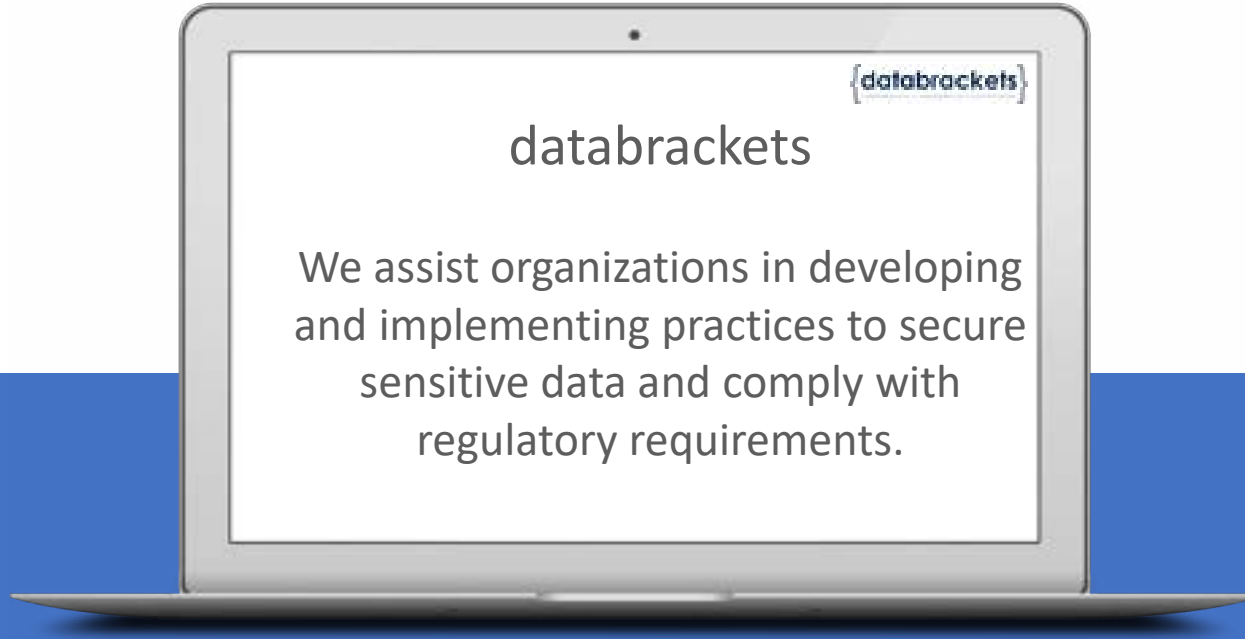 {databrackets}
databrackets
We assist organizations in developing
and implementing practices to secure
sensitive data and comply with
regulatory requirements.